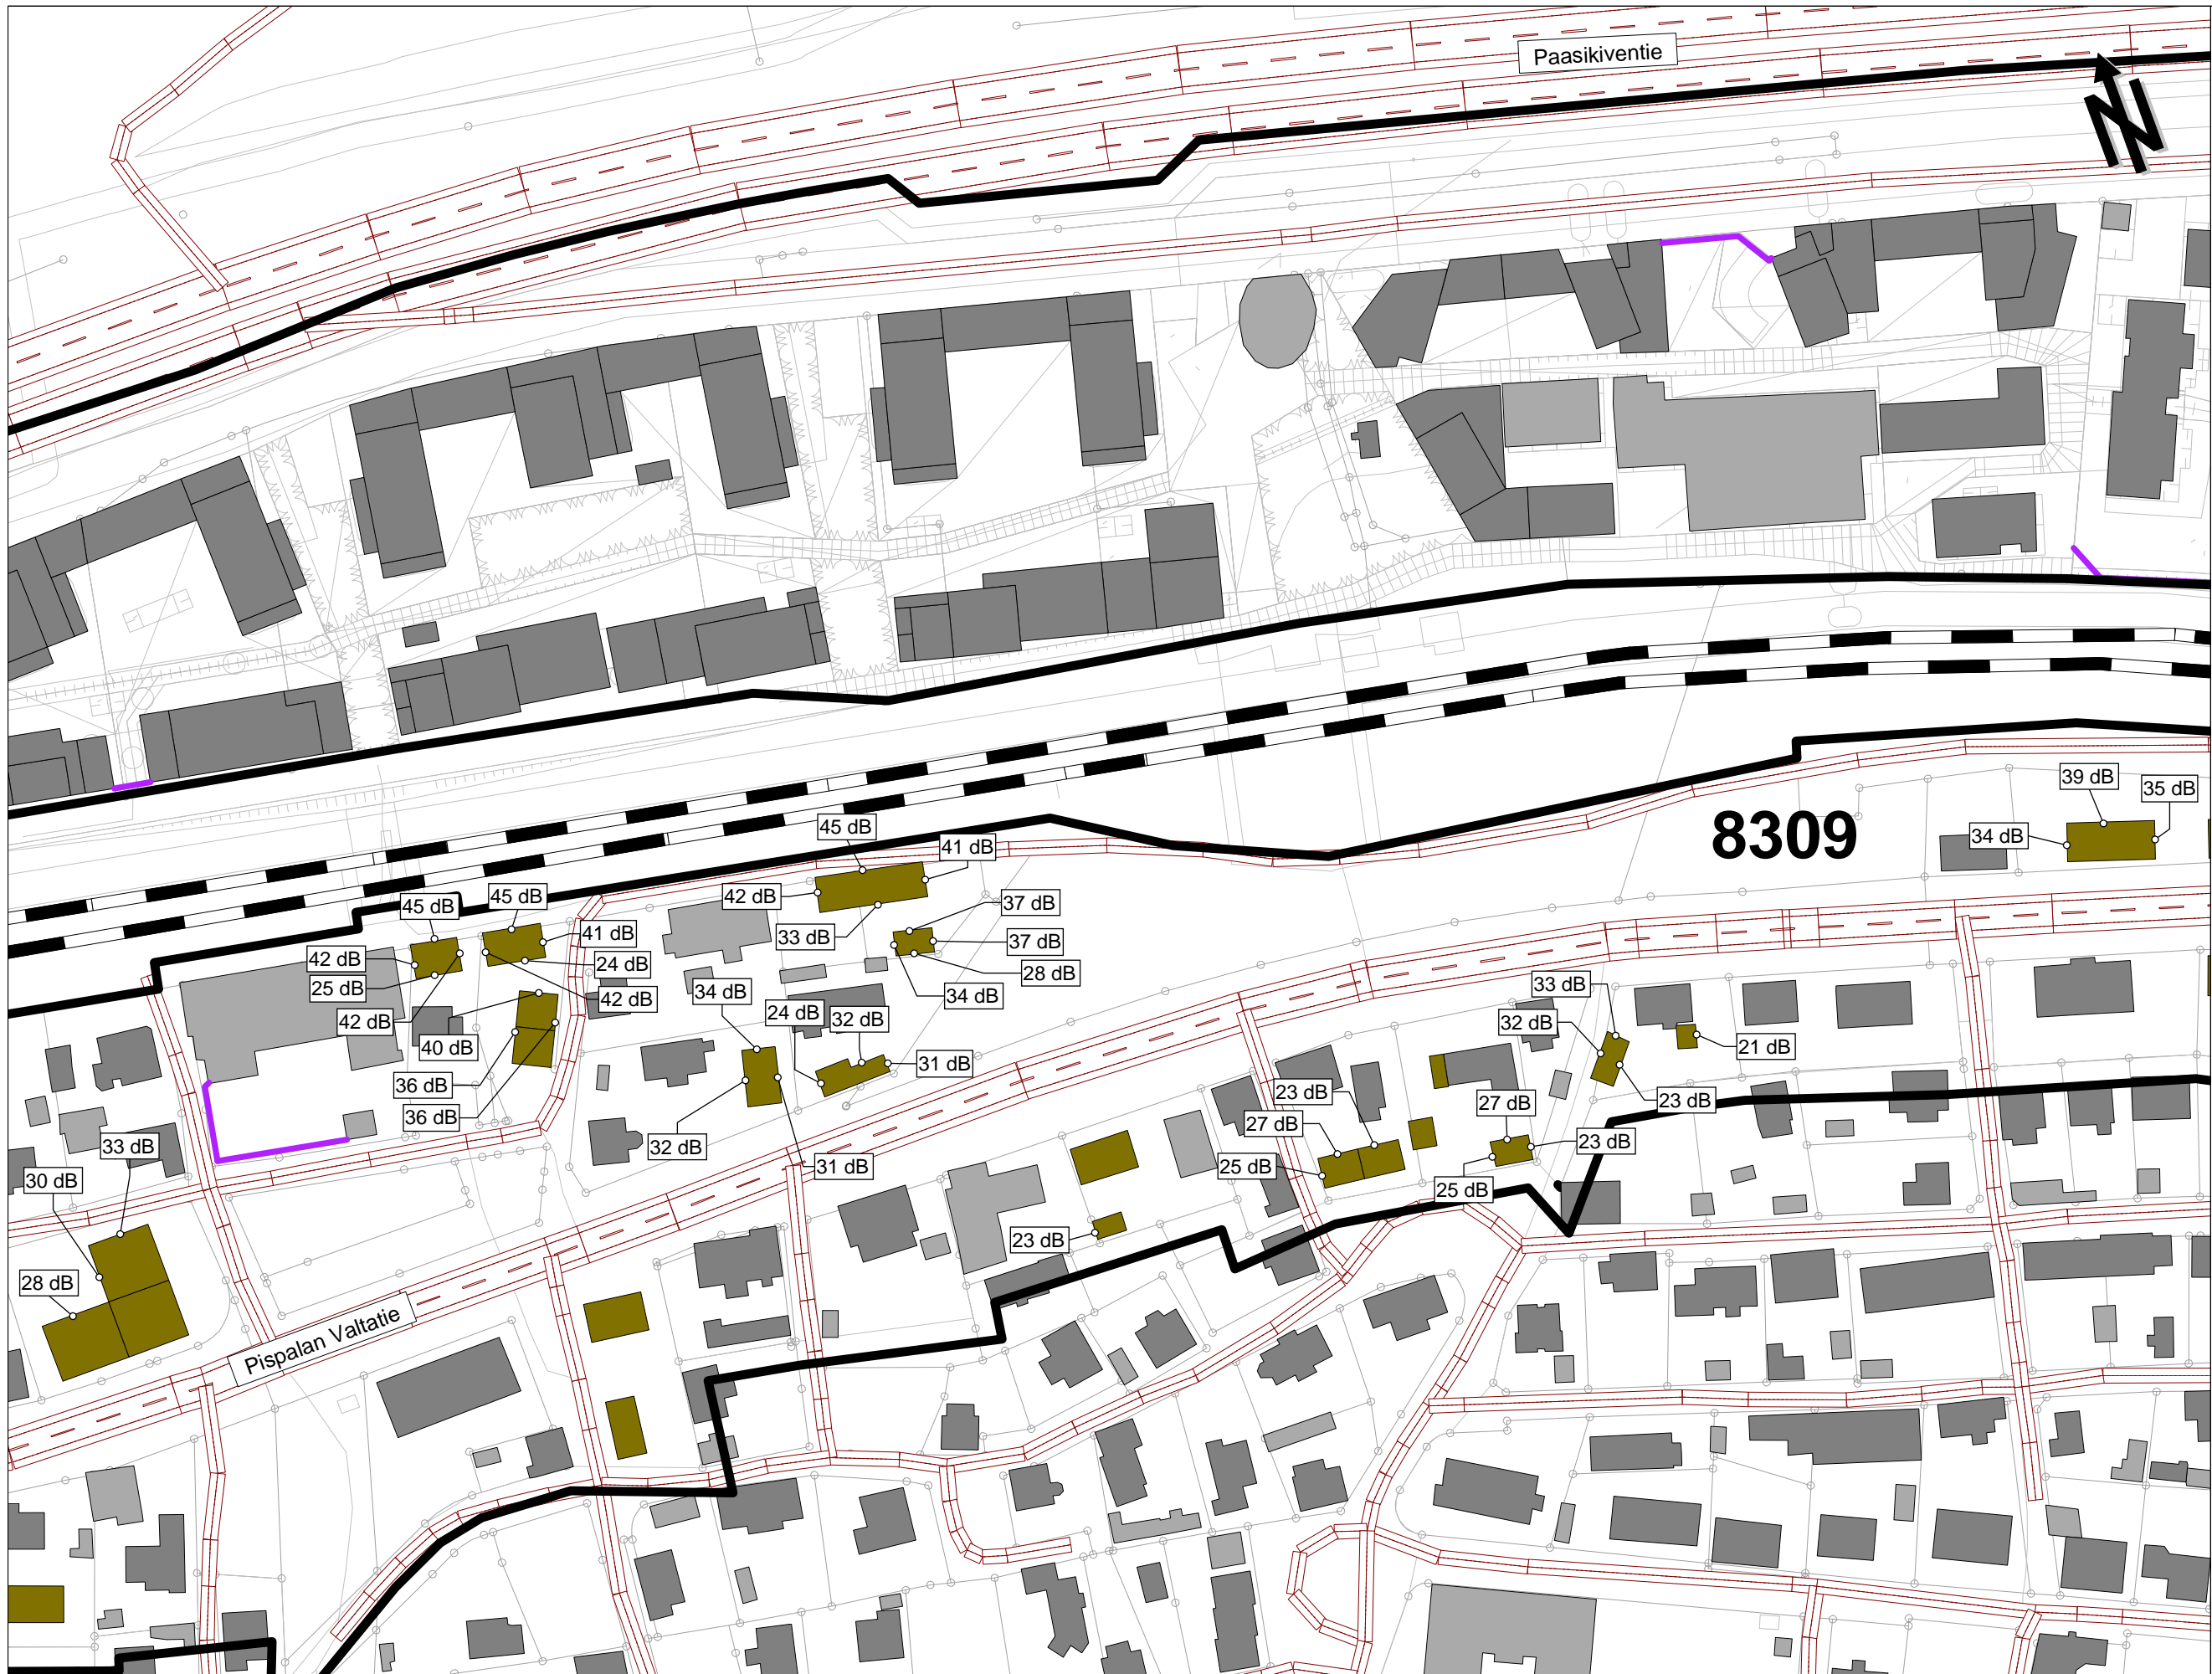 Paasikiventie
N
39 dB
35 dB
8309
34 dB
45 dB
41 dB
45 dB
45 dB
42 dB
37 dB
41 dB
33 dB
37 dB
42 dB
24 dB
28 dB
25 dB
42 dB
34 dB
34 dB
33 dB
42 dB
24 dB
32 dB
32 dB
40 dB
21 dB
31 dB
36 dB
23 dB
27 dB
23 dB
36 dB
27 dB
33 dB
32 dB
23 dB
31 dB
25 dB
30 dB
25 dB
23 dB
28 dB
Pispalan Valtatie